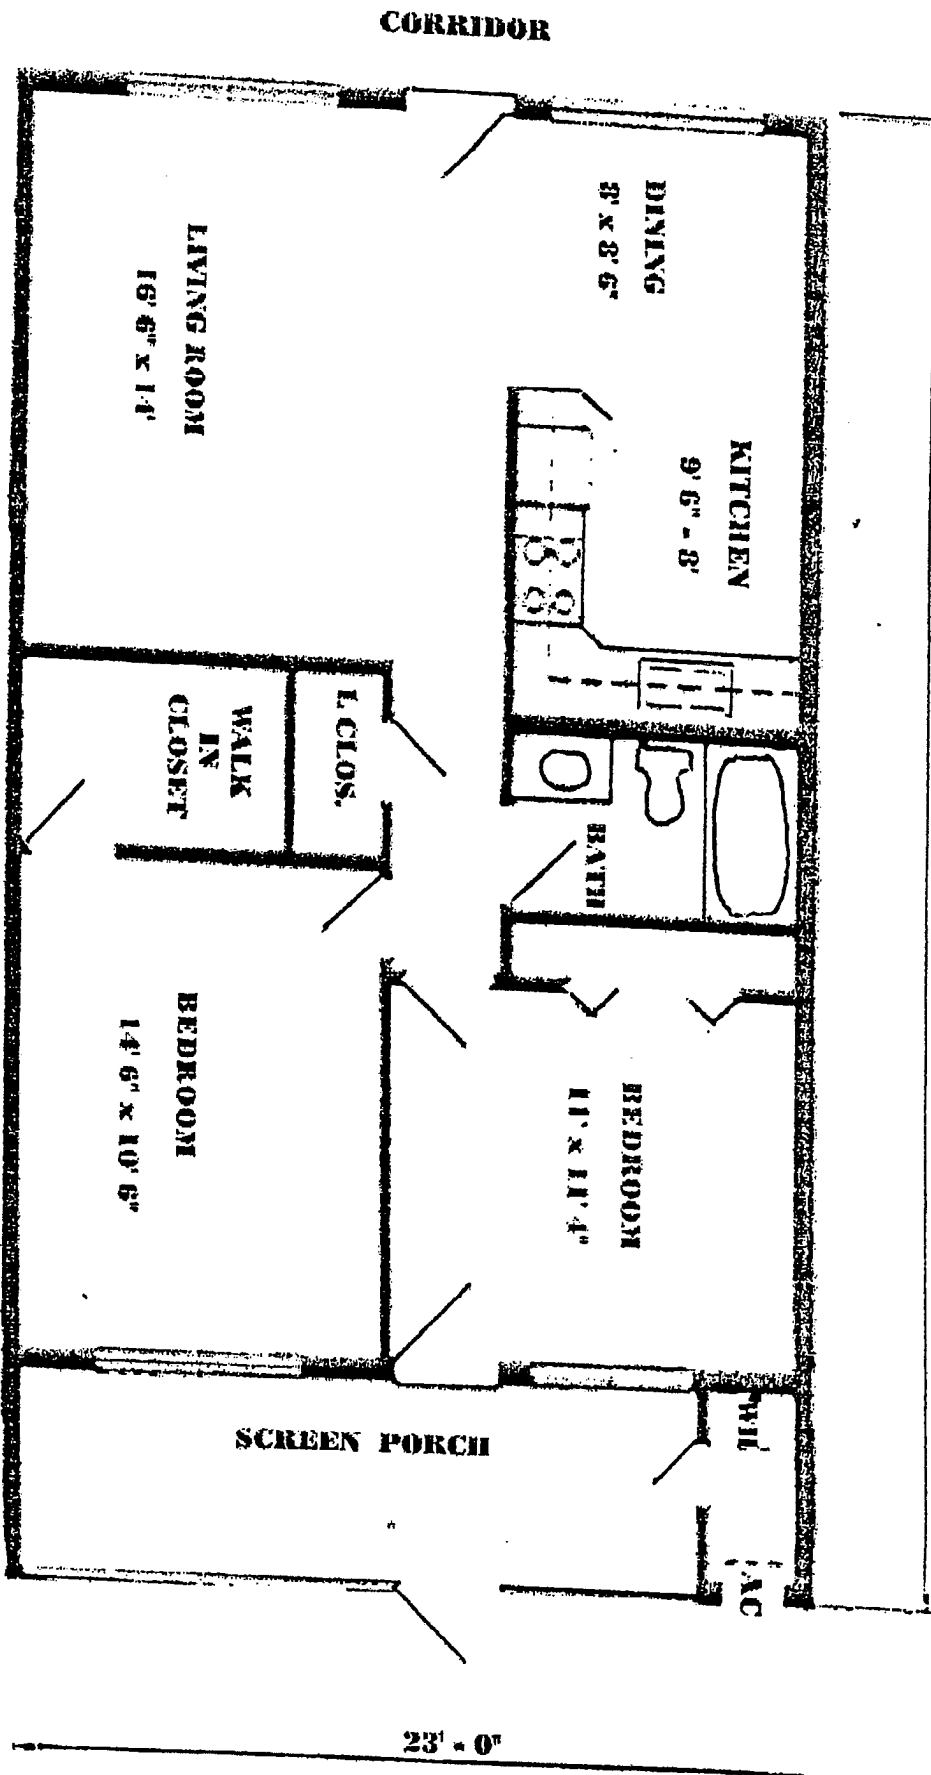 CORRIDOR
DINING
8' x 8' 6"
LIVING ROOM
16' 6" x 14'
KITCHEN
9' 6" - 8'
L. CLOS.
WALK
IN
CLOSET
BATH
BEDROOM
14' 6" x 10' 6"
BEDROOM
11' x 11' 4"
SCREEN PORCH
WH
AC
23' - 0"